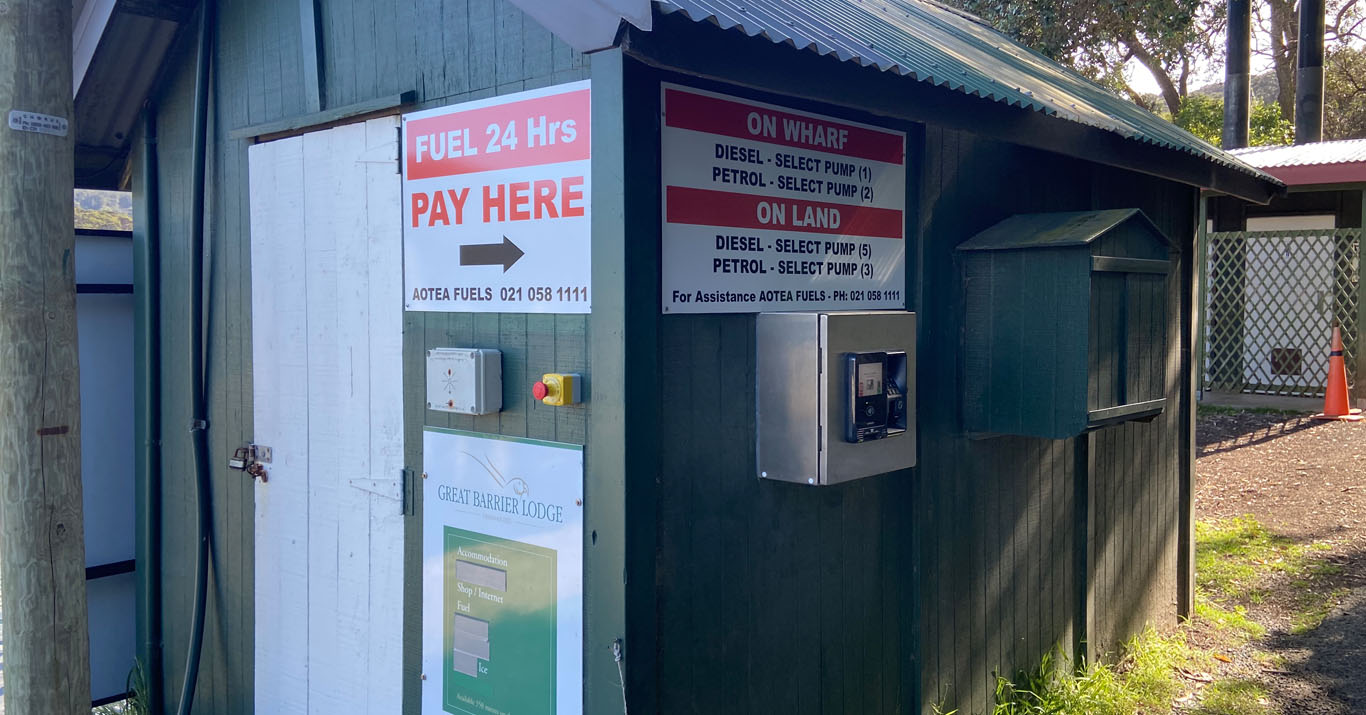 FUEL 24 Hrs
PAY HERE
AOTEA FUELS 021 058 1111
ON WHARF
DIESEL - SELECT PUMP (1)
PETROL - SELECT PUMP (2)
ON LAND
DIESEL - SELECT PUMP (5)
PETROL - SELECT PUMP (3)
For Assistance AOTEA FUELS - PH: 021 058 1111
GREAT BARRIER LODGE
Accommodation
Shop / Internet
Fuel
Ice